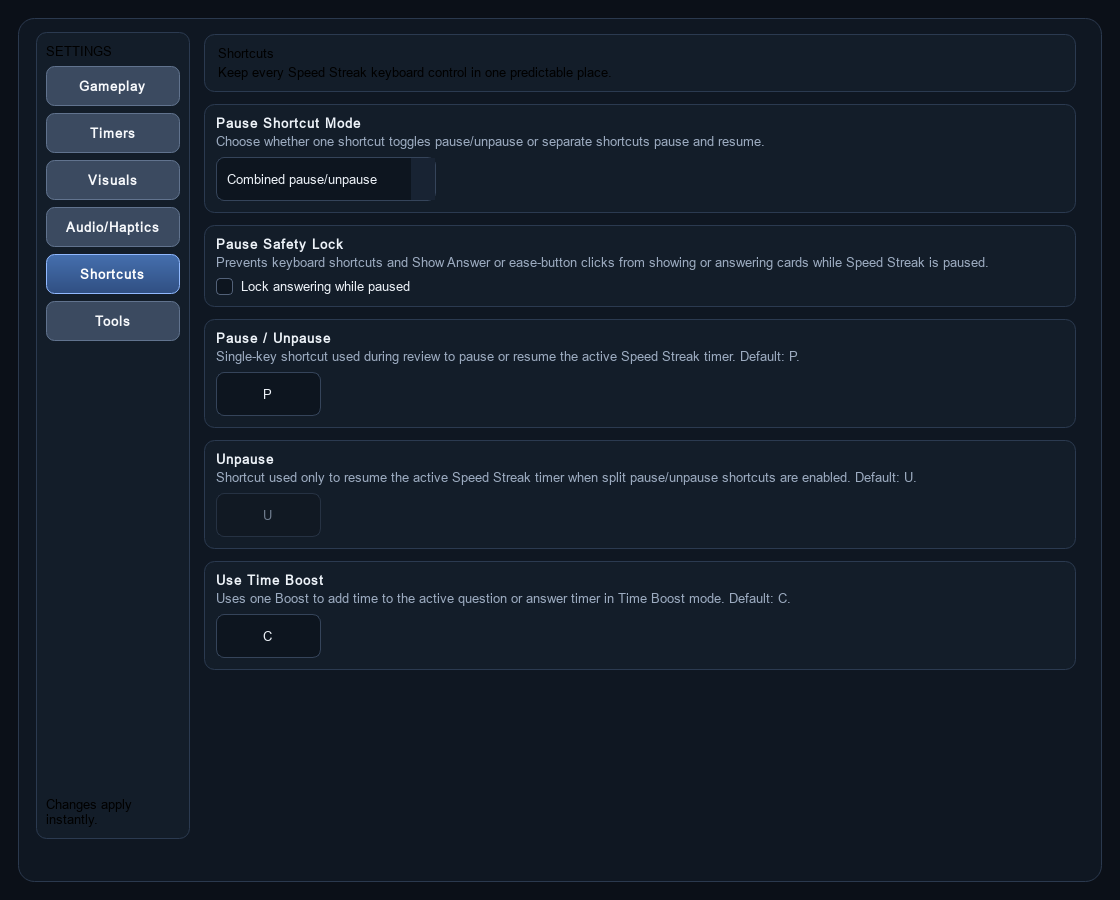 SETTINGS
Gameplay
Timers
Visuals
Audio/Haptics
Shortcuts
Tools
Changes apply
instantly.
Shortcuts
Keep every Speed Streak keyboard control in one predictable place.
Pause Shortcut Mode
Choose whether one shortcut toggles pause/unpause or separate shortcuts pause and resume.
Combined pause/unpause
Pause Safety Lock
Prevents keyboard shortcuts and Show Answer or ease-button clicks from showing or answering cards while Speed Streak is paused.
Lock answering while paused
Pause / Unpause
Single-key shortcut used during review to pause or resume the active Speed Streak timer. Default: P.
P
Unpause
Shortcut used only to resume the active Speed Streak timer when split pause/unpause shortcuts are enabled. Default: U.
U
Use Time Boost
Uses one Boost to add time to the active question or answer timer in Time Boost mode. Default: C.
C